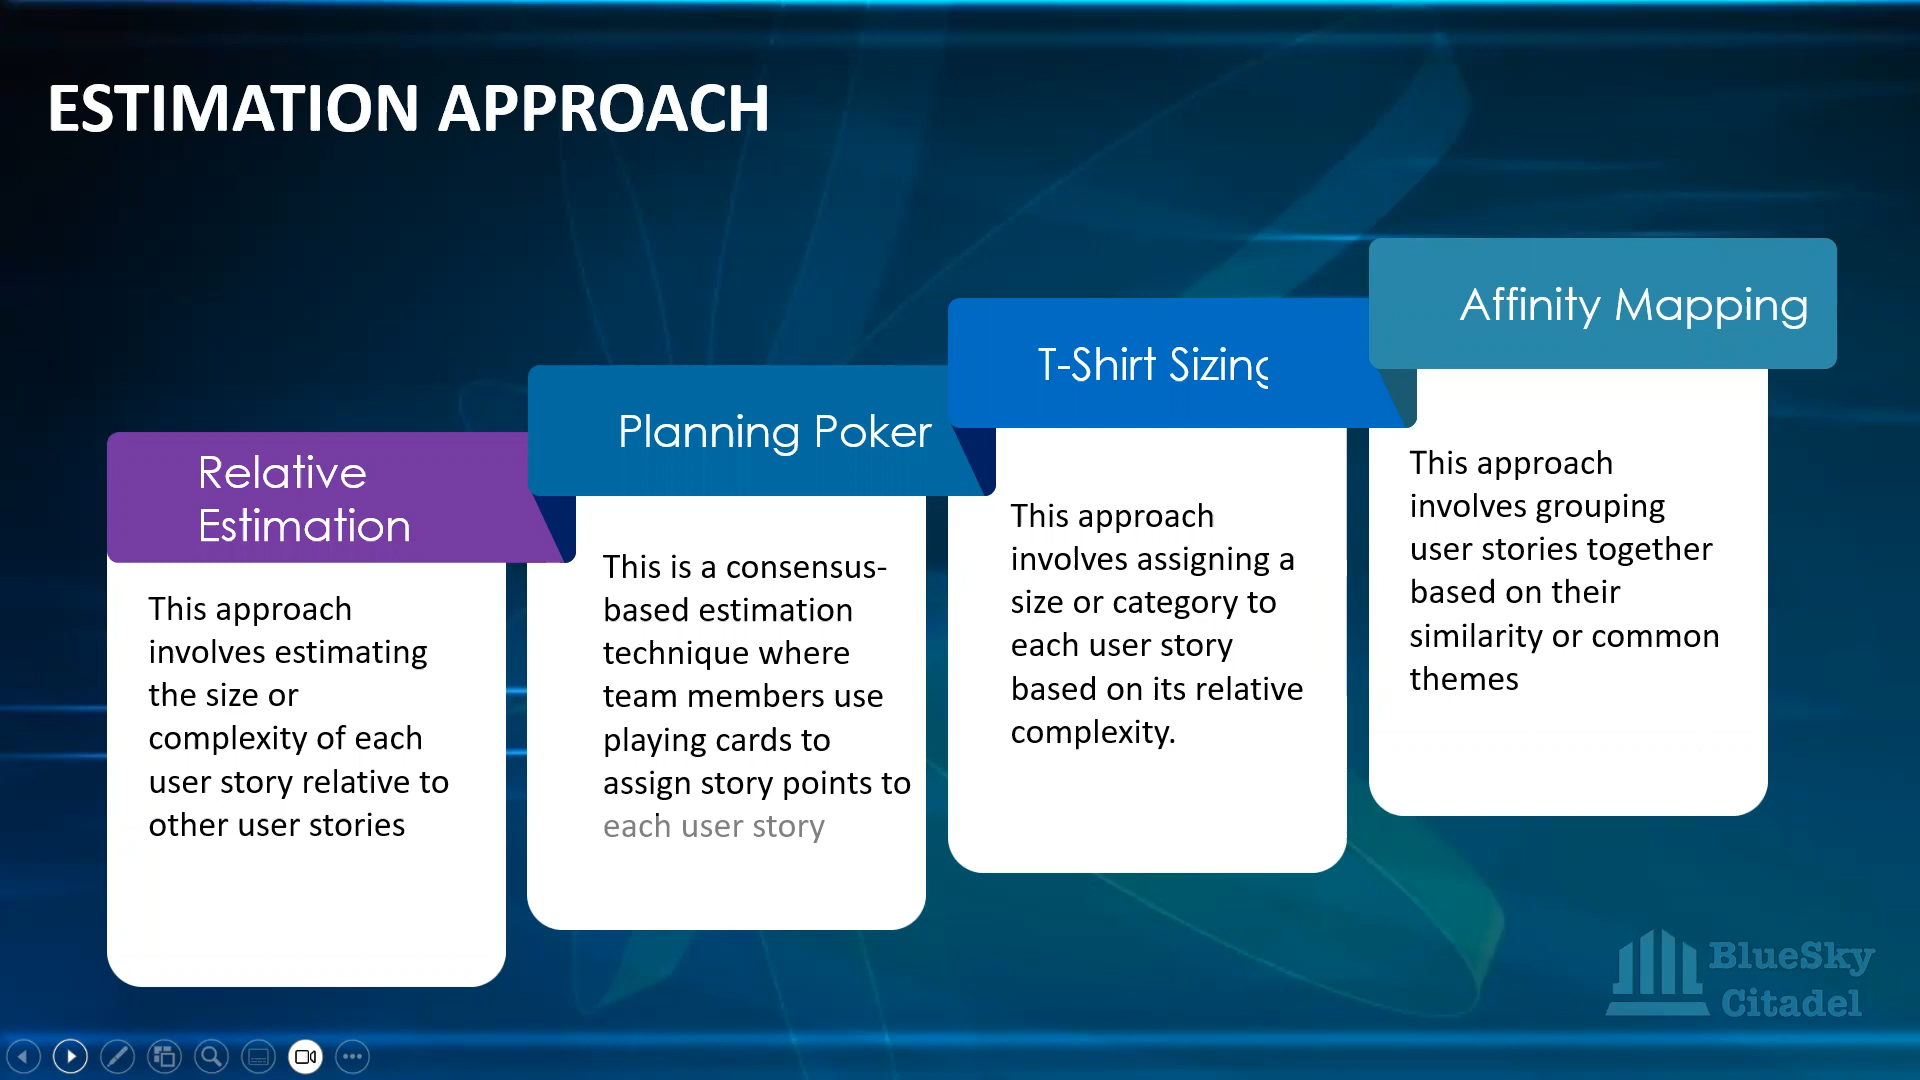 ESTIMATION APPROACH
Relative
Estimation
This approach
involves estimating
the size or
complexity of each
user story relative to
other user stories
Planning Poker
This is a consensus-
based estimation
technique where
team members use
playing cards to
assign story points to
each user story
T-Shirt Sizing
This approach
involves assigning a
size or category to
each user story
based on its relative
complexity.
Affinity Mapping
This approach
involves grouping
user stories together
based on their
similarity or common
themes
BlueSky
Citadel